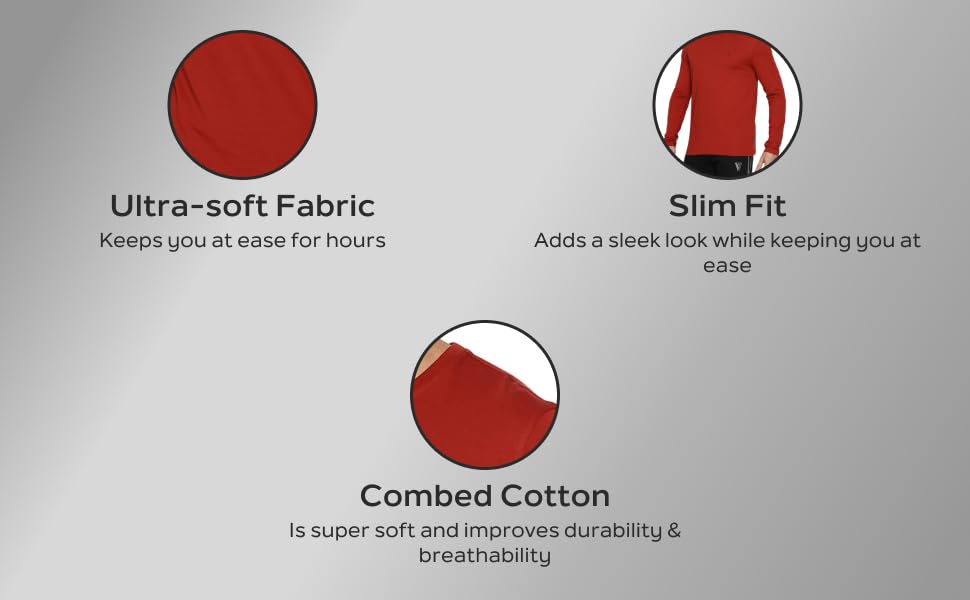 Ultra-soft Fabric
Keeps you at ease for hours
Slim Fit
Adds a sleek look while keeping you at
ease
Combed Cotton
Is super soft and improves durability &
breathability